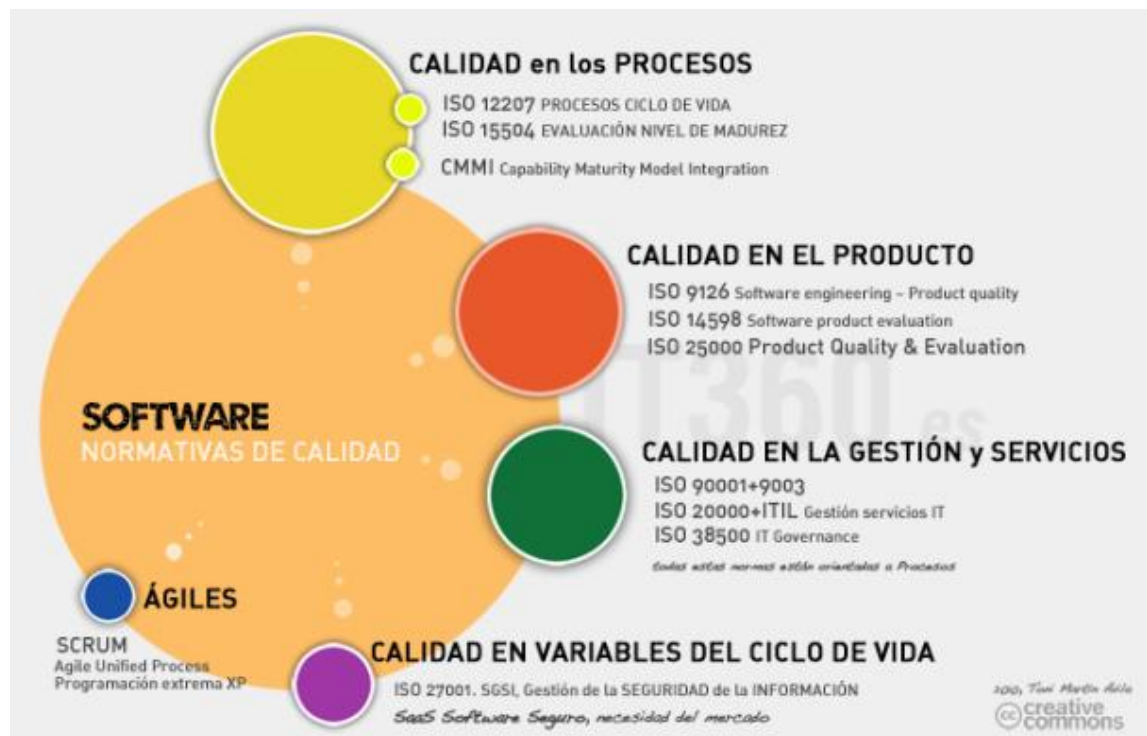 CALIDAD en los PROCESOS
ISO 12207 PROCESOS CICLO DE VIDA
ISO 15504 EVALUACIÓN NIVEL DE MADUREZ
CMMI Capability Maturity Model Integration
CALIDAD EN EL PRODUCTO
ISO 9126 Software engineering – Product quality
ISO 14598 Software product evaluation
ISO 25000 Product Quality & Evaluation
IT360.es
SOFTWARE
NORMATIVAS DE CALIDAD
CALIDAD EN LA GESTIÓN y SERVICIOS
ISO 90001+9003
ISO 20000+ITIL Gestión servicios IT
ISO 38500 IT Governance
todas estas normas están orientadas a Procesos
ÁGILES
SCRUM
Agile Unified Process
Programación extrema XP
CALIDAD EN VARIABLES DEL CICLO DE VIDA
ISO 27001. SGSI, Gestión de la SEGURIDAD de la INFORMACIÓN
SaaS Software Seguro, necesidad del mercado
2010, Martín
cc creative
commons